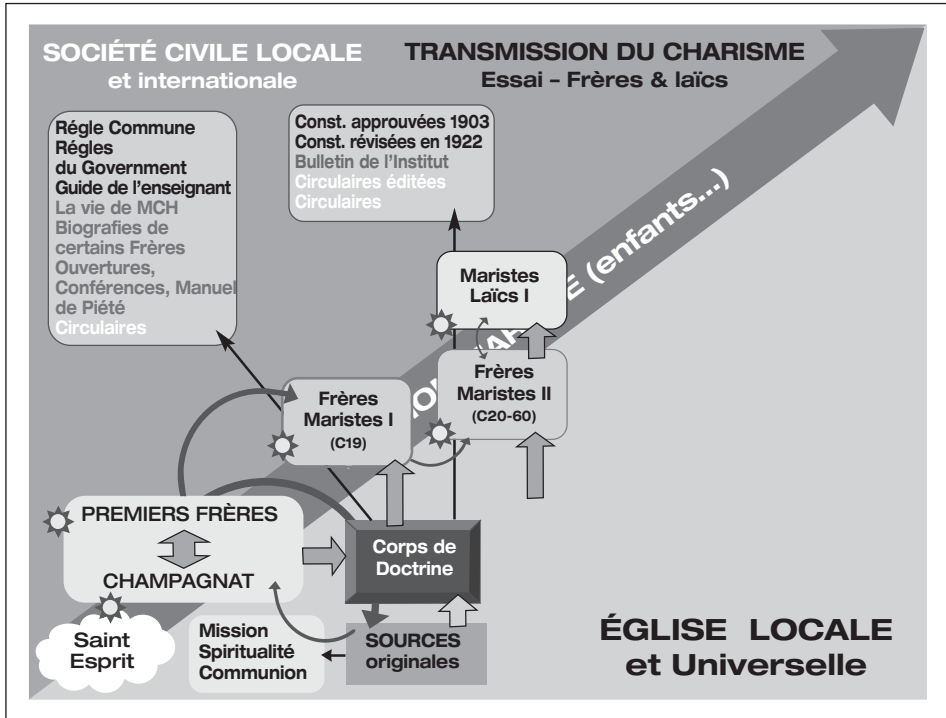 SOCIÉTÉ CIVILE LOCALE
et internationale
TRANSMISSION DU CHARISME
Essai – Frères & laïcs
Régle Commune
Régles
du Government
Guide de l'enseignant
La vie de MCH
Biografies de
certains Frères
Ouvertures,
Conférences, Manuel
de Piété
Circulaires
Const. approuvées 1903
Const. révisées en 1922
Bulletin de l'Institut
Circulaires éditées
Circulaires
(enfants...)
Maristes
Laïcs I
Frères
Maristes II
(C20-60)
Frères
Maristes I
(C19)
PREMIERS FRÈRES
CHAMPAGNAT
Corps de
Doctrine
Saint
Esprit
Mission
Spiritualité
Communion
SOURCES
originales
ÉGLISE LOCALE
et Universelle